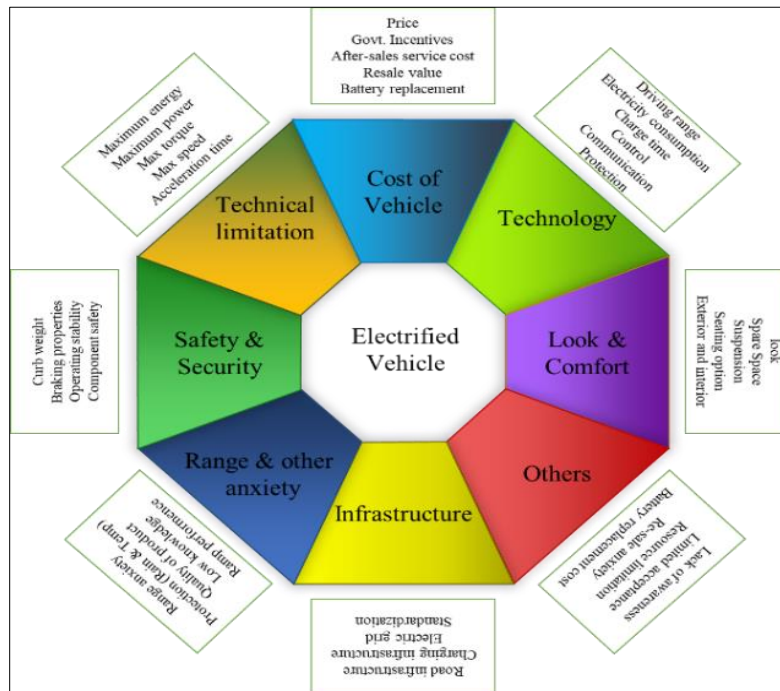 Price
Govt. Incentives
After-sales service cost
Resale value
Battery replacement
Cost of
Vehicle
Driving range
Electricity consumption
Charge time
Control
Communication
Protection
Technology
look
Spare Space
Suspension
Seating option
Exterior and interior
Look &
Comfort
Lack of awareness
Limited acceptance
Resource limitation
Re-sale anxiety
Battery replacement cost
Others
Road infrastructure
Charging infrastructure
Electric grid
Standardization
Infrastructure
Range anxiety
Protection (Rain & Temp)
Quality of product
Low knowledge
Ramp performence
Range & other
anxiety
Curb weight
Braking properties
Operating stability
Component safety
Safety &
Security
Maximum energy
Maximum power
Max torque
Max speed
Acceleration time
Technical
limitation
Electrified
Vehicle